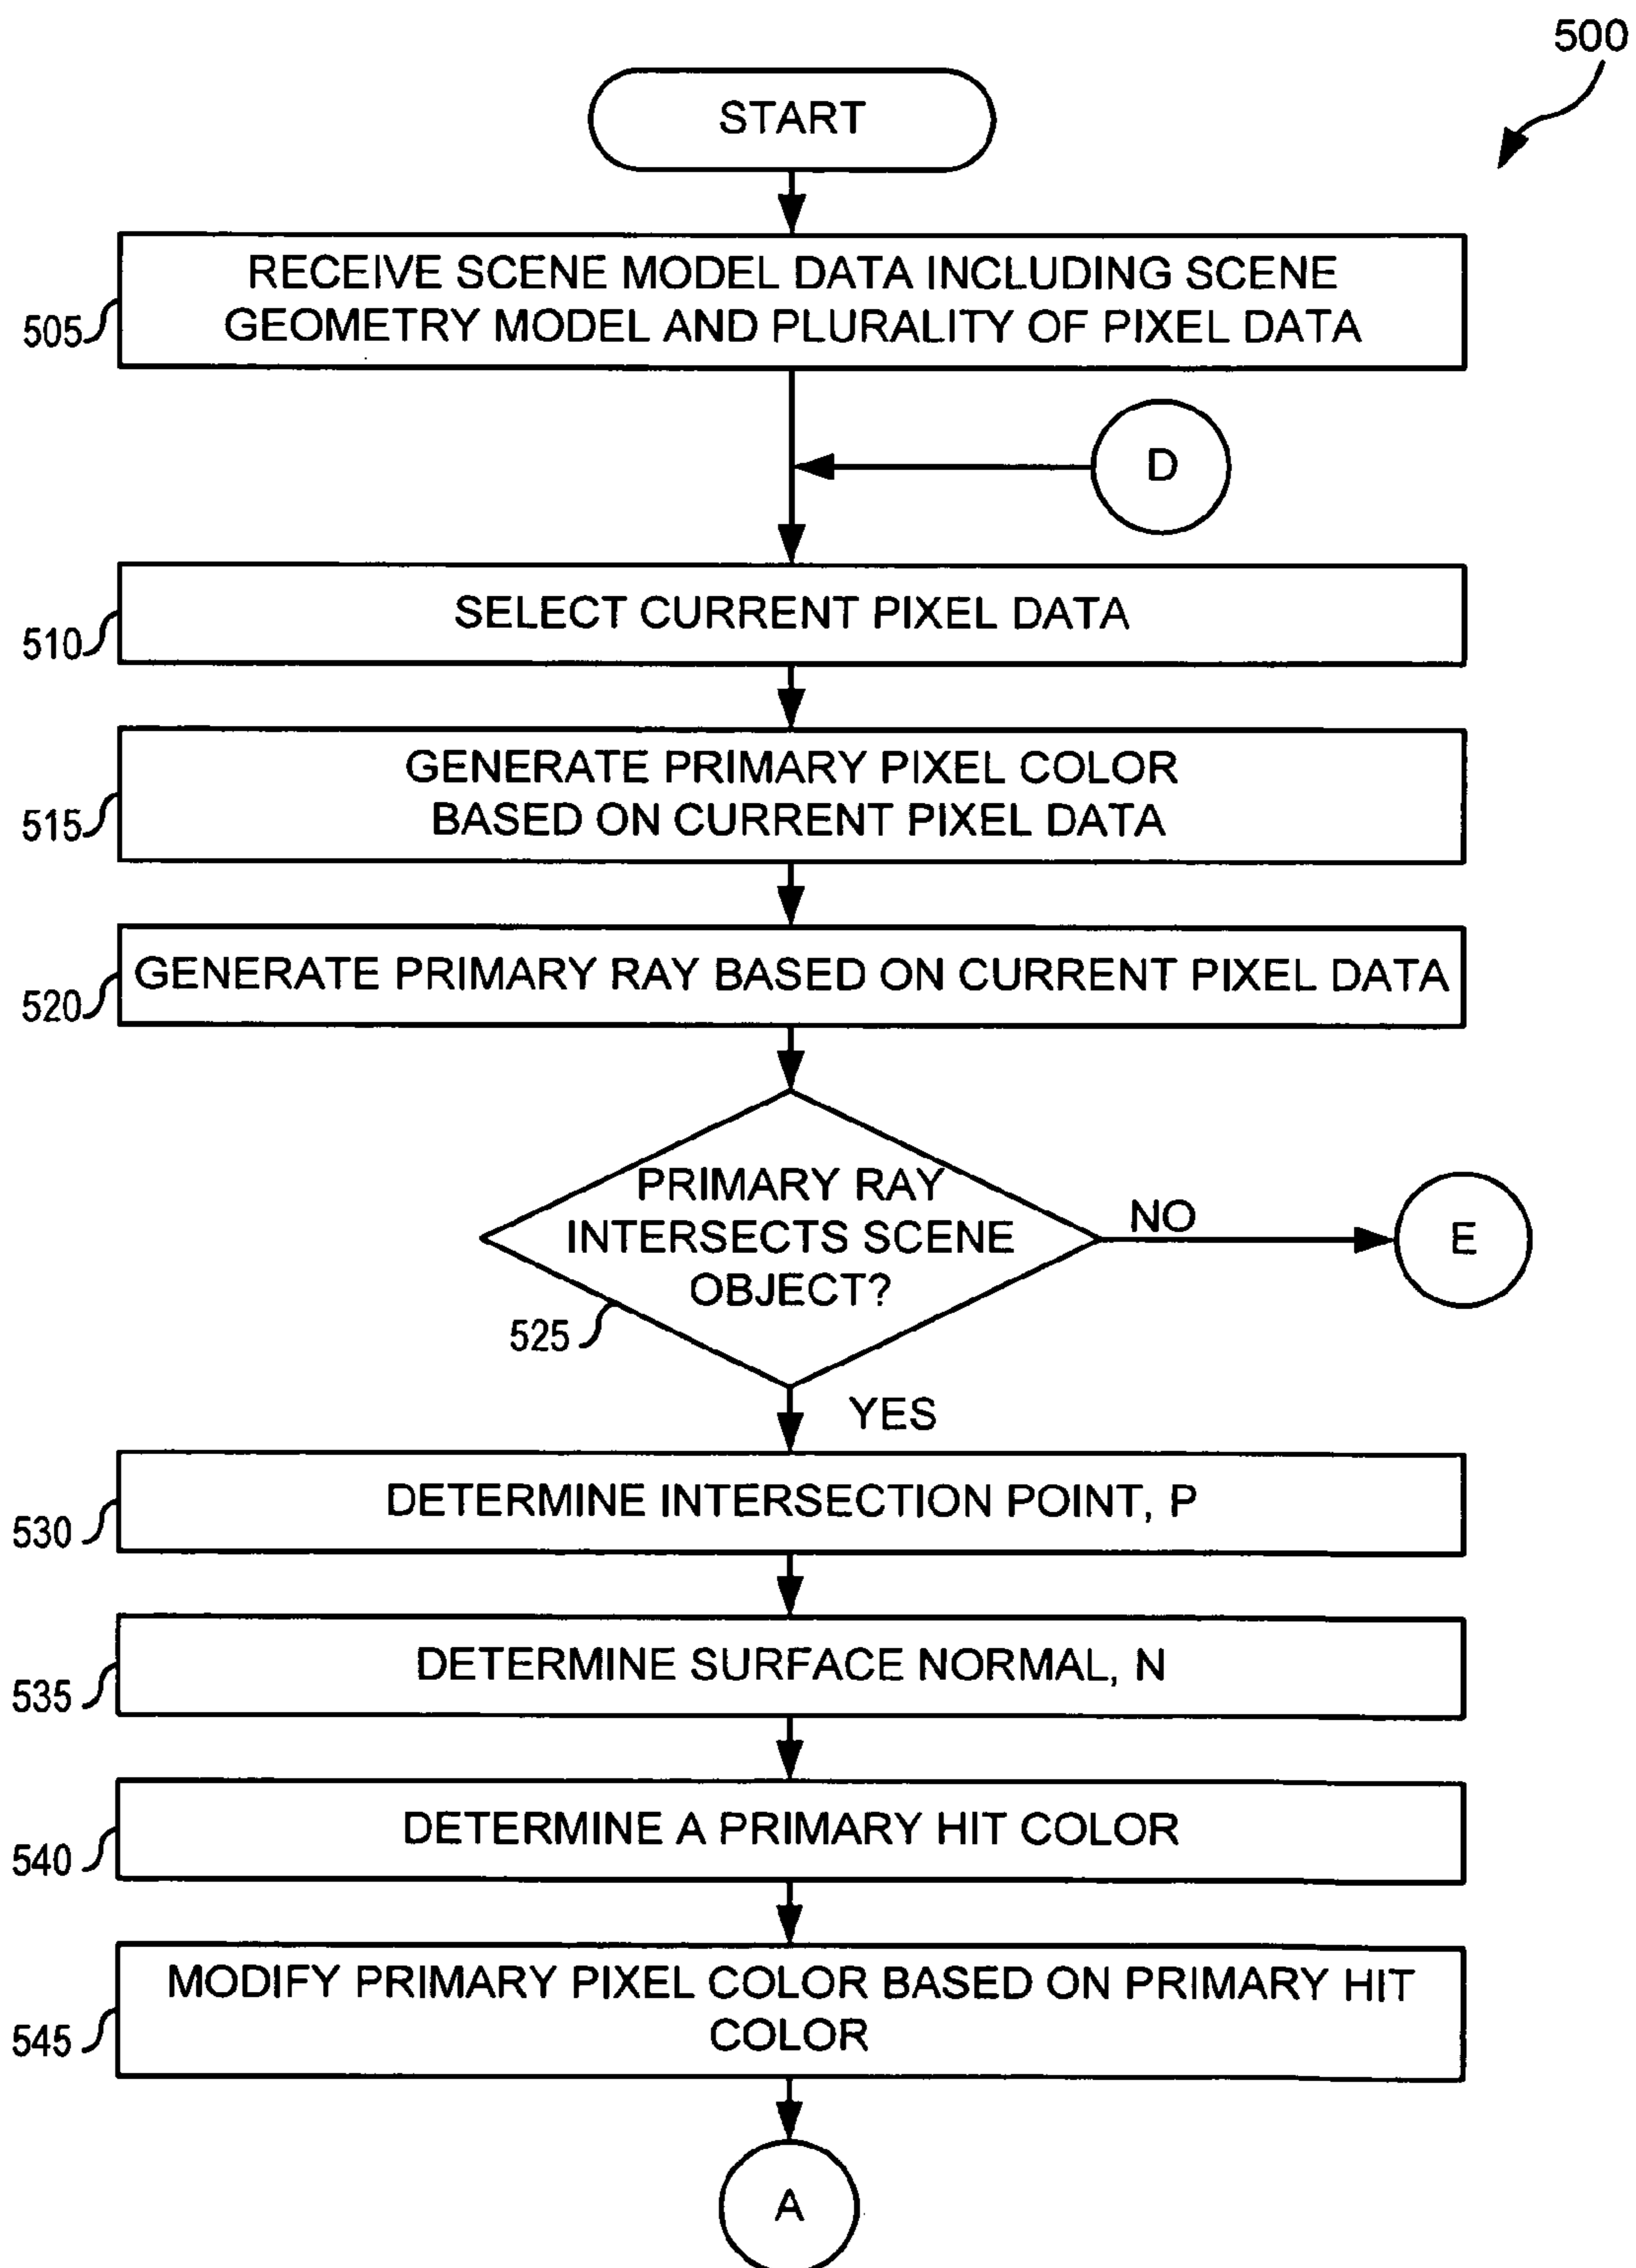 500
START
RECEIVE SCENE MODEL DATA INCLUDING SCENE
GEOMETRY MODEL AND PLURALITY OF PIXEL DATA
505
D
SELECT CURRENT PIXEL DATA
510
GENERATE PRIMARY PIXEL COLOR
BASED ON CURRENT PIXEL DATA
515
GENERATE PRIMARY RAY BASED ON CURRENT PIXEL DATA
520
PRIMARY RAY
INTERSECTS SCENE
OBJECT?
525
NO
E
YES
DETERMINE INTERSECTION POINT, P
530
DETERMINE SURFACE NORMAL, N
535
DETERMINE A PRIMARY HIT COLOR
540
MODIFY PRIMARY PIXEL COLOR BASED ON PRIMARY HIT
COLOR
545
A